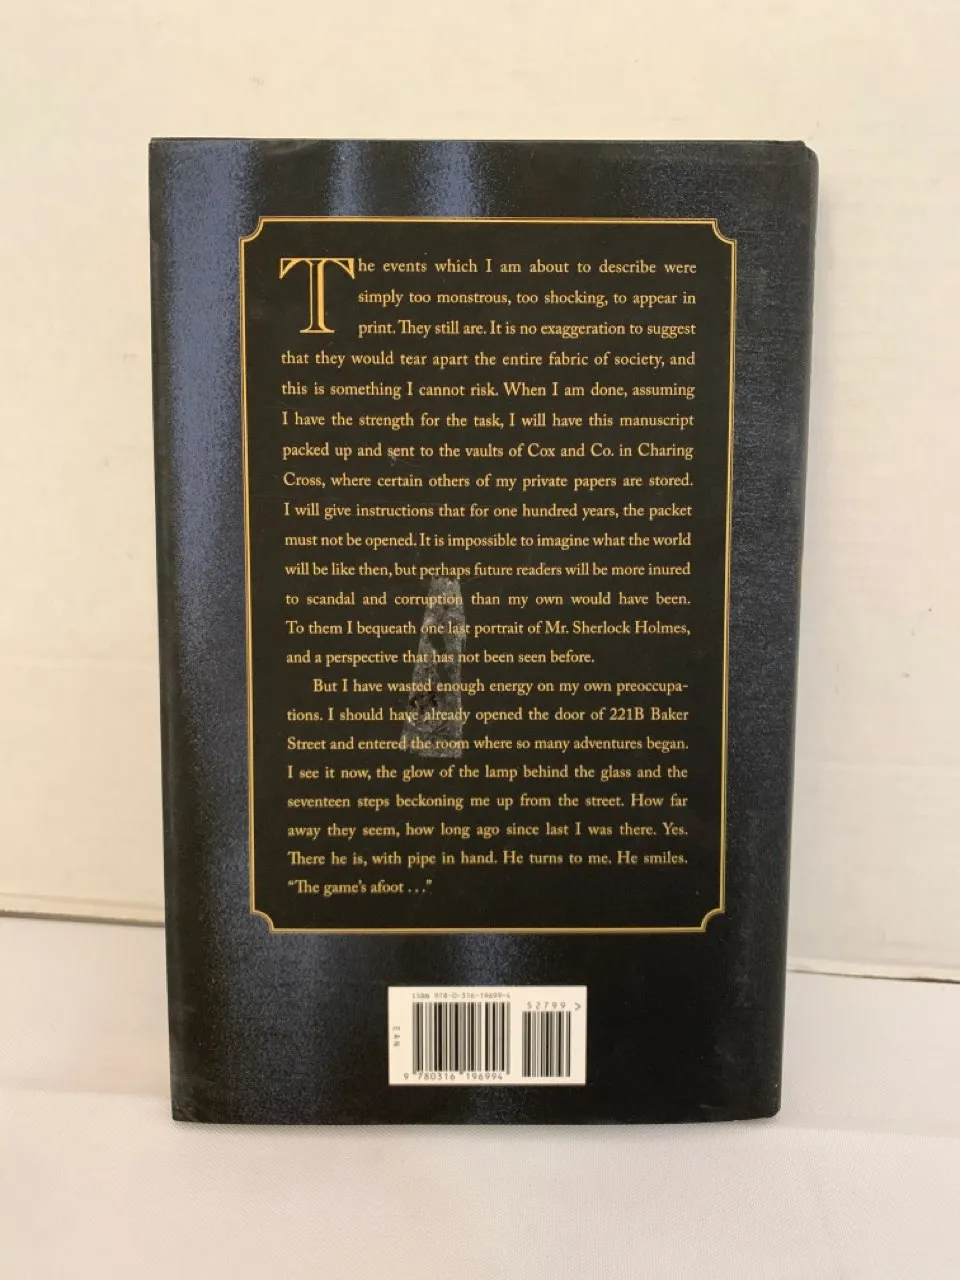 The events which I am about to describe were
simply too monstrous, too shocking, to appear in
print. They still are. It is no exaggeration to suggest
that they would tear apart the entire fabric of society, and
this is something I cannot risk. When I am done, assuming
I have the strength for the task, I will have this manuscript
packed up and sent to the vaults of Cox and Co. in Charing
Cross, where certain others of my private papers are stored.
I will give instructions that for one hundred years, the packet
must not be opened. It is impossible to imagine what the world
will be like then, but perhaps future readers will be more inured
to scandal and corruption than my own would have been.
To them I bequeath one last portrait of Mr. Sherlock Holmes,
and a perspective that has not been seen before.
But I have wasted enough energy on my own preoccupa-
tions. I should have already opened the door of 221B Baker
Street and entered the room where so many adventures began.
I see it now, the glow of the lamp behind the glass and the
seventeen steps beckoning me up from the street. How far
away they seem, how long ago since last I was there. Yes.
There he is, with pipe in hand. He turns to me. He smiles.
“The game’s afoot . . .”
ISBN 978-0-316-19699-4
52799 >
EAN
9 780316 196994